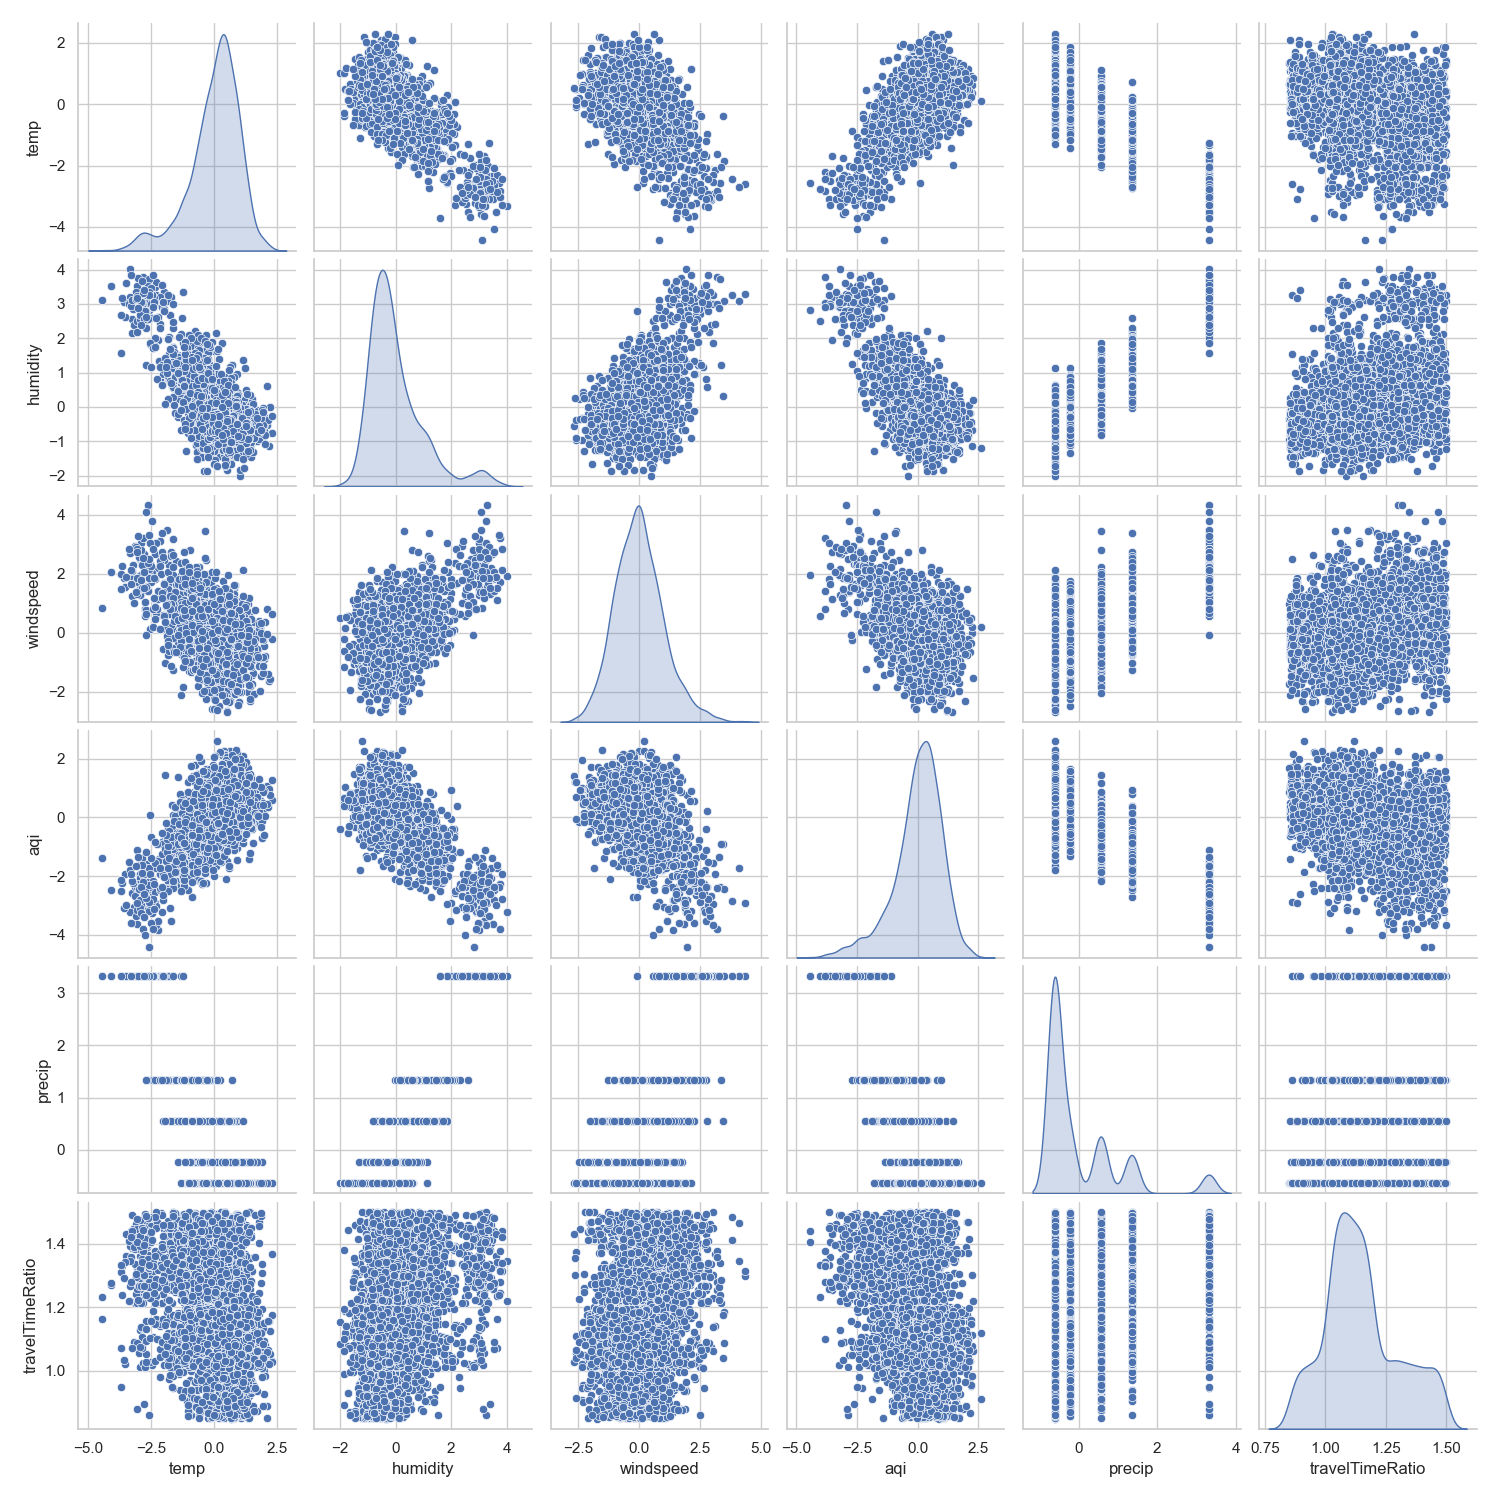 2
0
−2
−4
temp
4
3
2
1
0
−1
−2
humidity
4
2
0
−2
windspeed
2
0
−2
−4
aqi
3
2
1
0
precip
1.4
1.2
1.0
travelTimeRatio
−5.0 −2.5 0.0 2.5
−2 0 2 4
−2.5 0.0 2.5 5.0
−5.0 −2.5 0.0 2.5
0 2 4
0.75 1.00 1.25 1.50
temp humidity windspeed aqi precip travelTimeRatio